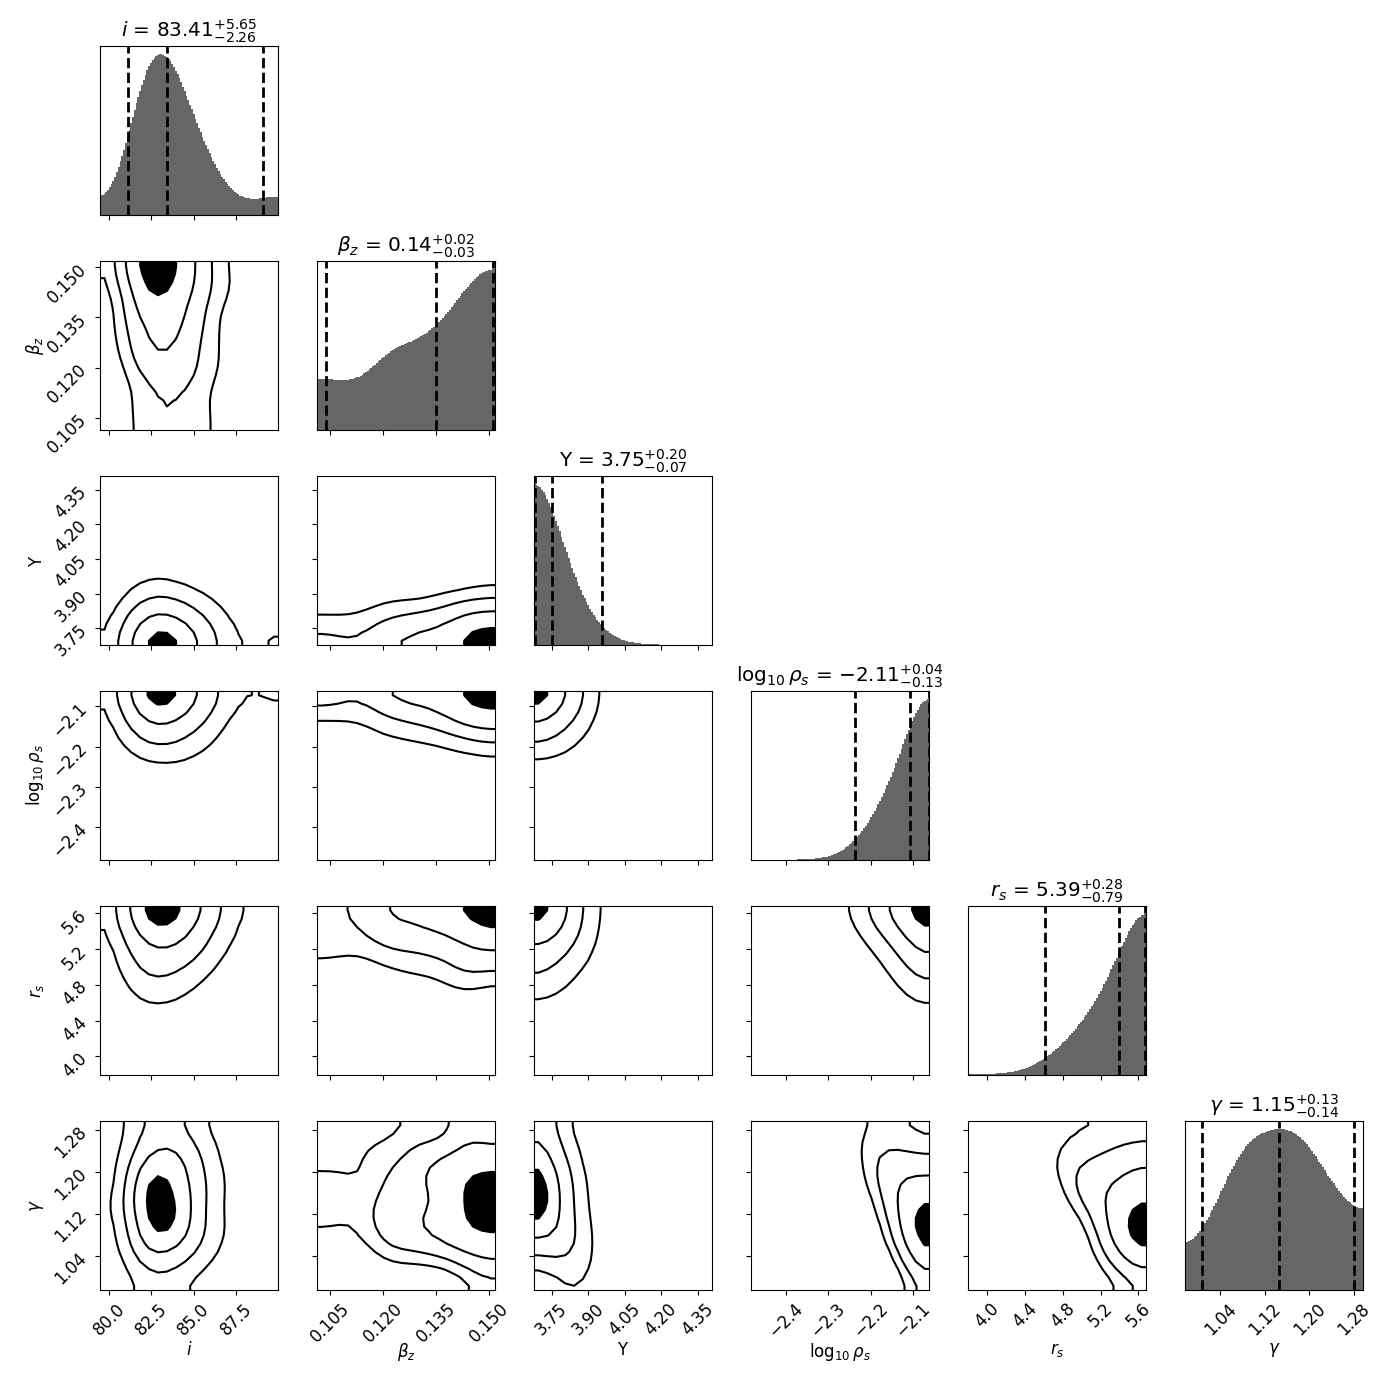 i = 83.41 +5.65 −2.26
β_z = 0.14 +0.02 −0.03
0.150
0.135
0.120
0.105
β_z
Y = 3.75 +0.20 −0.07
4.35
4.20
4.05
3.90
3.75
Y
log₁₀ ρ_s = −2.11 +0.04 −0.13
−2.1
−2.2
−2.3
−2.4
log₁₀ ρ_s
r_s = 5.39 +0.28 −0.79
5.6
5.2
4.8
4.4
4.0
r_s
γ = 1.15 +0.13 −0.14
1.28
1.20
1.12
1.04
γ
80.0 82.5 85.0 87.5
0.105 0.120 0.135 0.150
3.75 3.90 4.05 4.20 4.35
−2.4 −2.3 −2.2 −2.1
4.0 4.4 4.8 5.2 5.6
1.04 1.12 1.20 1.28
i β_z Y log₁₀ ρ_s r_s γ